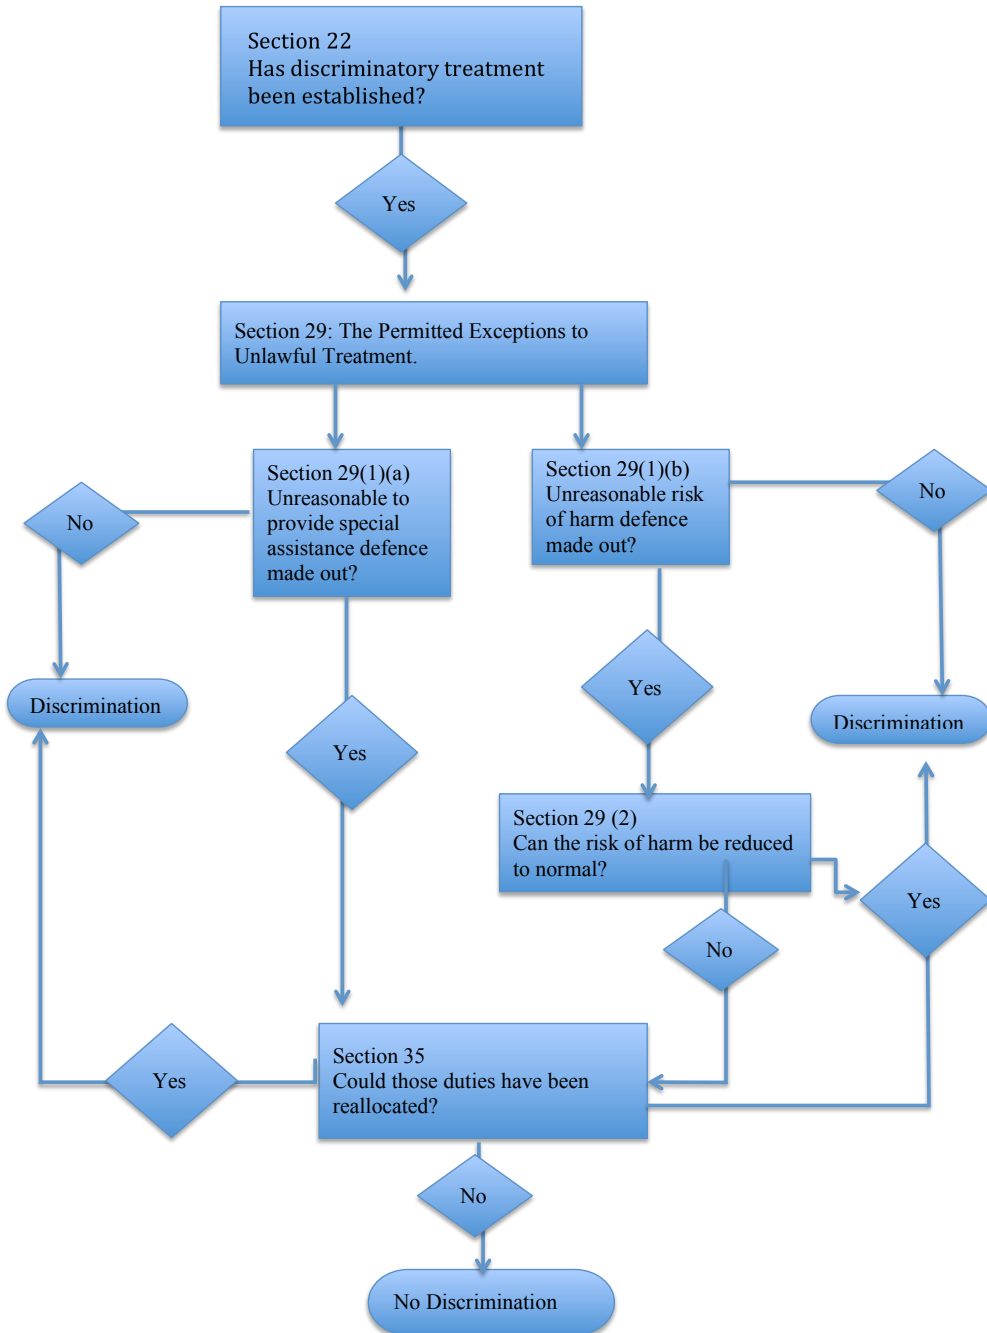 Section 22
Has discriminatory treatment
been established?
Yes
Section 29: The Permitted Exceptions to
Unlawful Treatment.
Section 29(1)(a)
Unreasonable to
provide special
assistance defence
made out?
Section 29(1)(b)
Unreasonable risk
of harm defence
made out?
No
No
Yes
Yes
Discrimination
Discrimination
Section 29 (2)
Can the risk of harm be reduced
to normal?
Yes
No
Section 35
Could those duties have been
reallocated?
Yes
No
No Discrimination